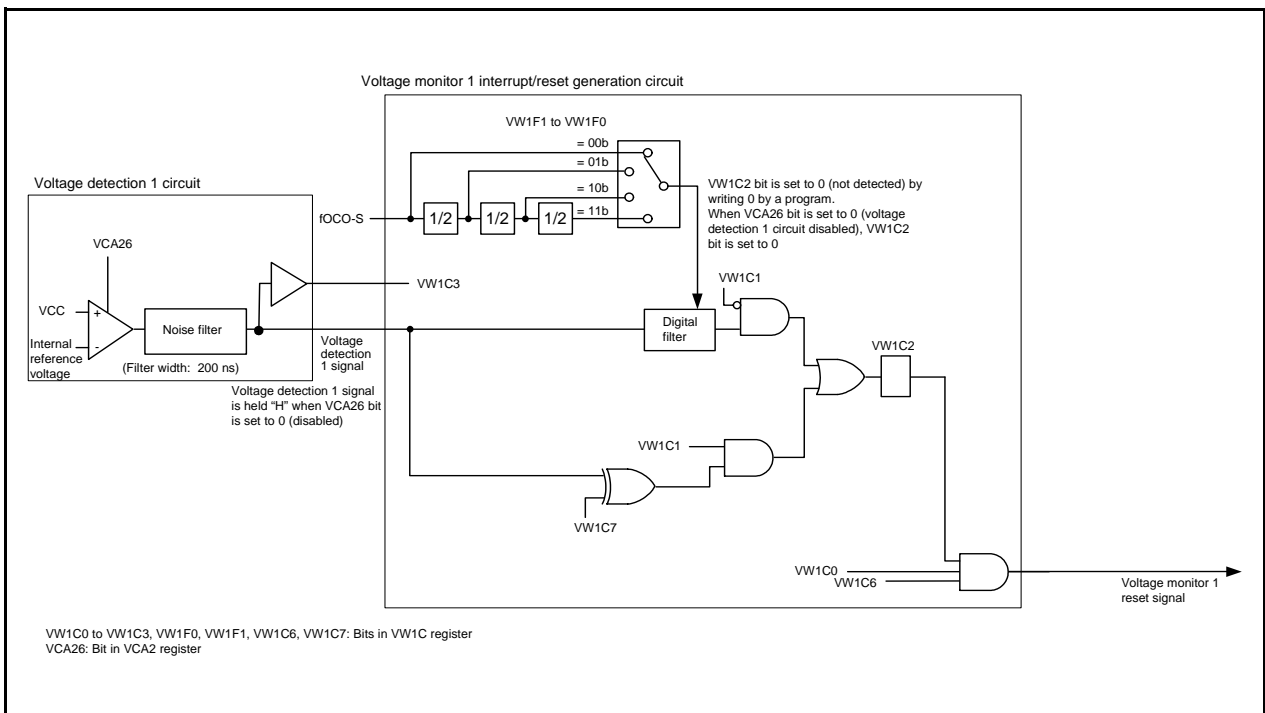 Voltage monitor 1 interrupt/reset generation circuit
VW1F1 to VW1F0
= 00b
= 01b
= 10b
= 11b
fOCO-S
1/2
1/2
1/2
VW1C2 bit is set to 0 (not detected) by
writing 0 by a program.
When VCA26 bit is set to 0 (voltage
detection 1 circuit disabled), VW1C2
bit is set to 0
Voltage detection 1 circuit
VCA26
VCC
+
-
Internal
reference
voltage
Noise filter
(Filter width: 200 ns)
VW1C3
Voltage
detection
1 signal
Voltage detection 1 signal
is held “H” when VCA26 bit
is set to 0 (disabled)
Digital
filter
VW1C1
VW1C2
VW1C1
VW1C7
VW1C0
VW1C6
Voltage monitor 1
reset signal
VW1C0 to VW1C3, VW1F0, VW1F1, VW1C6, VW1C7: Bits in VW1C register
VCA26: Bit in VCA2 register